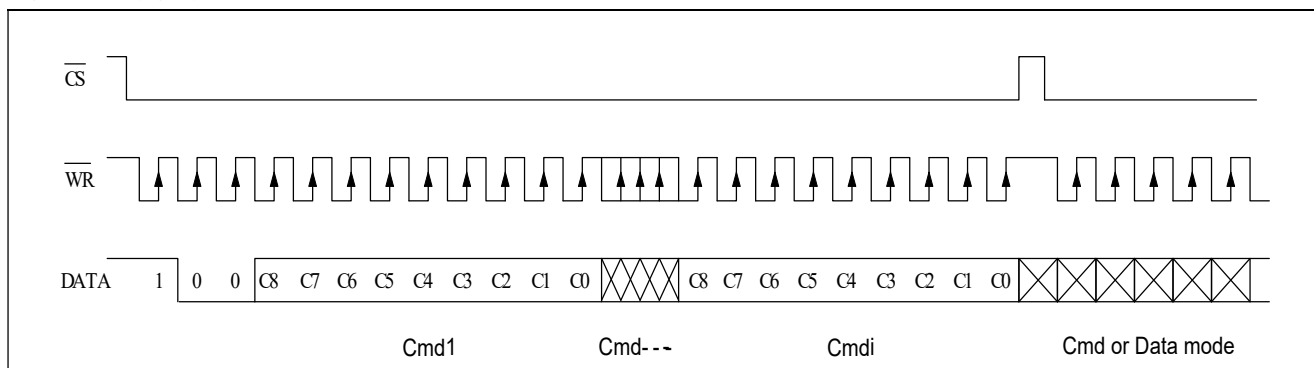 CS
WR
DATA 1 0 0 C8 C7 C6 C5 C4 C3 C2 C1 C0 C8 C7 C6 C5 C4 C3 C2 C1 C0
Cmd1 Cmd--- Cmdi Cmd or Data mode